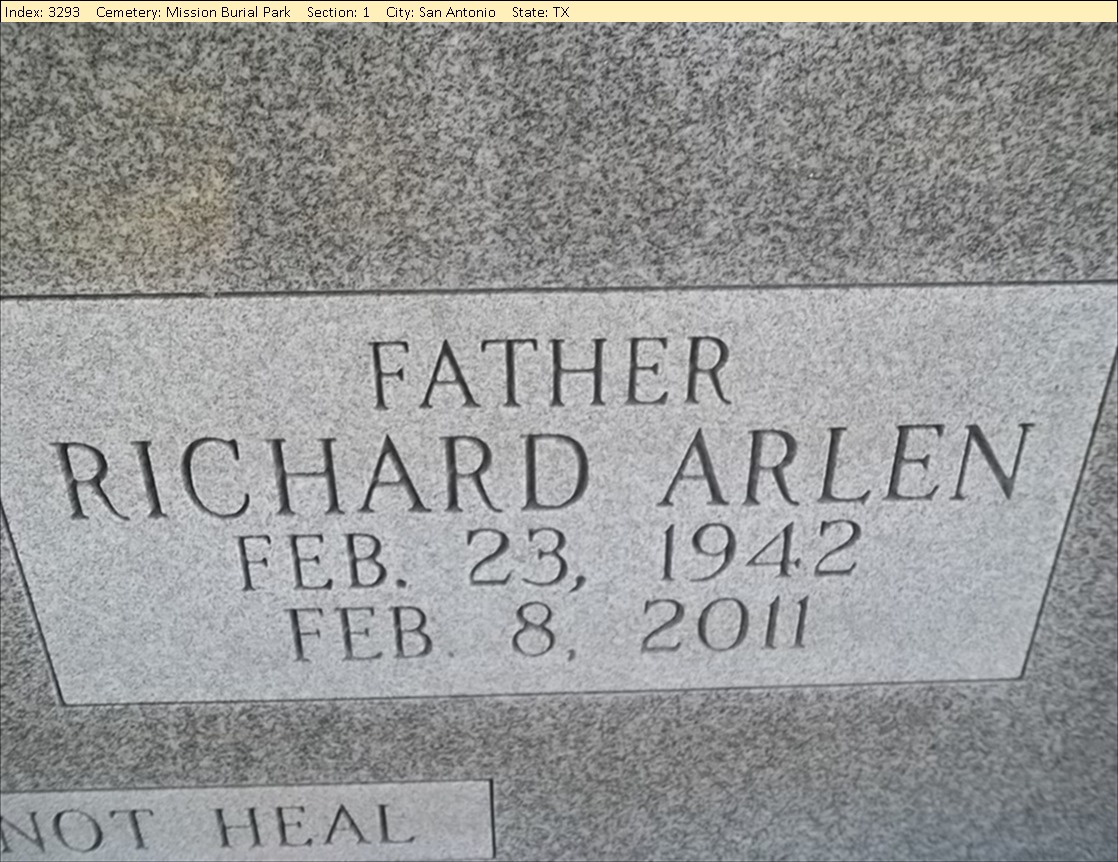 Index: 3293 Cemetery: Mission Burial Park Section: 1 City: San Antonio State: TX
FATHER
RICHARD ARLEN
FEB. 23, 1942
FEB. 8, 2011
NOT HEAL